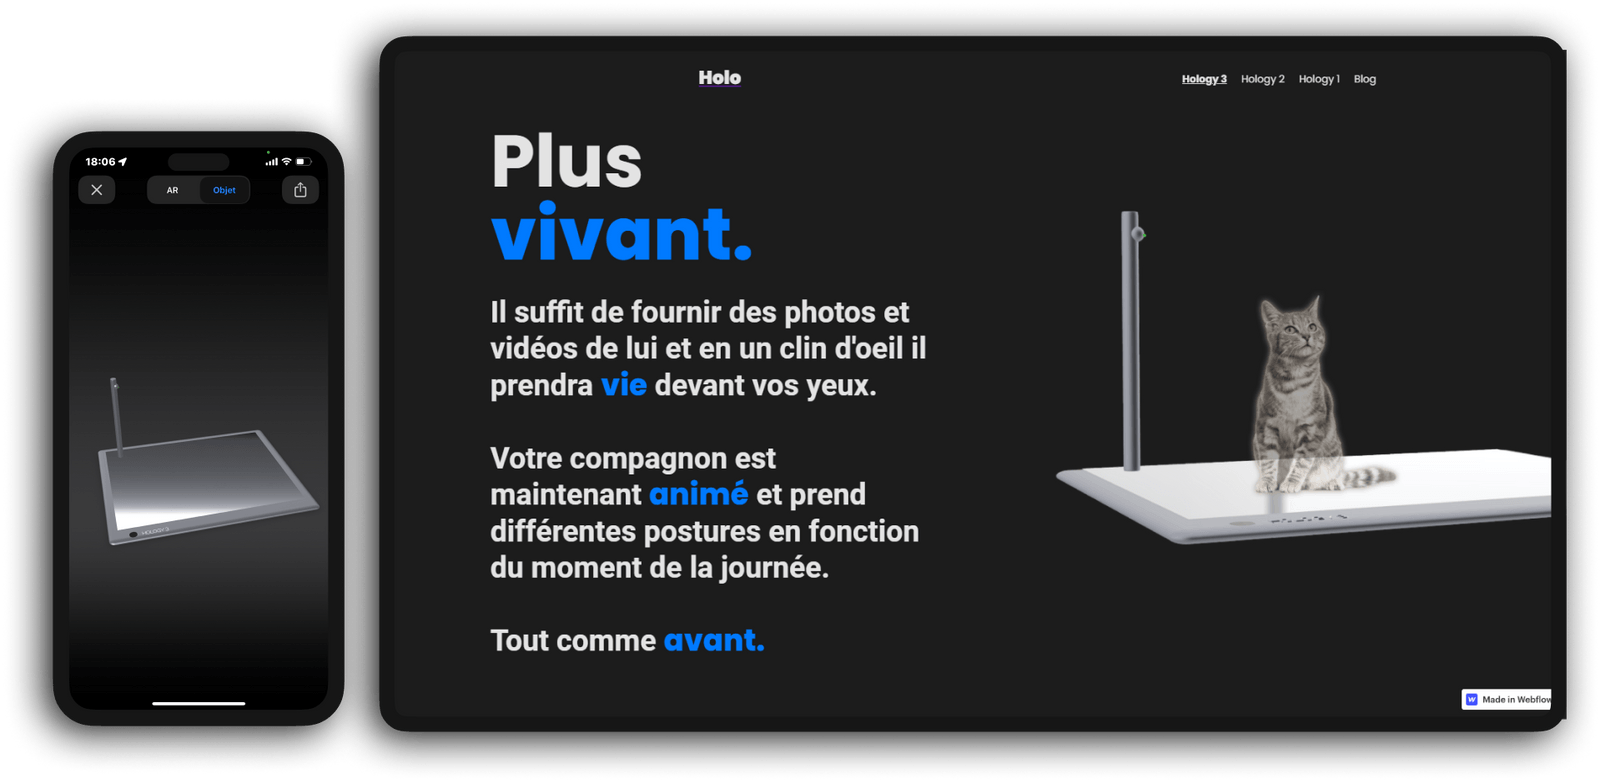 18:06
AR
Objet
HOLOGY 3
Holo
Hology 3
Hology 2
Hology 1
Blog
Plus
vivant.
Il suffit de fournir des photos et
vidéos de lui et en un clin d'oeil il
prendra vie devant vos yeux.
Votre compagnon est
maintenant animé et prend
différentes postures en fonction
du moment de la journée.
Tout comme avant.
Made in Webflow